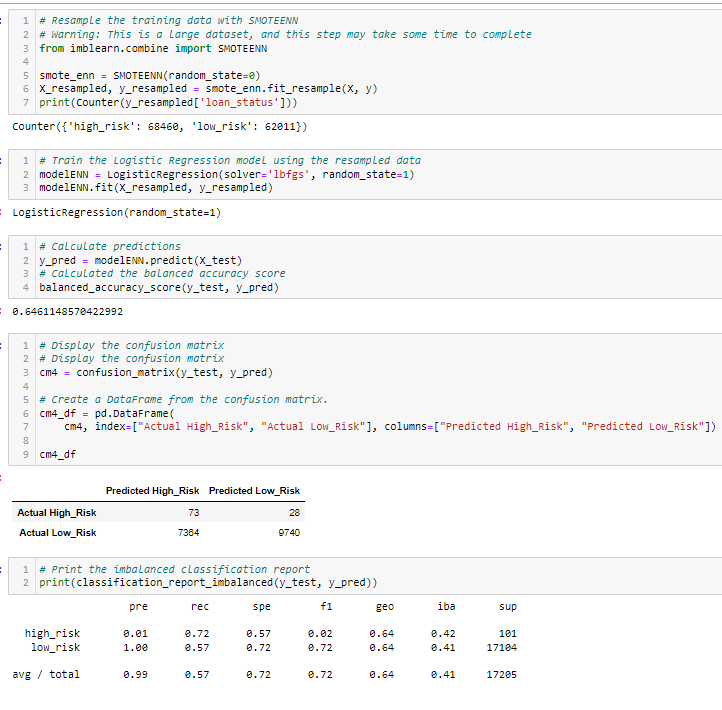 1 # Resample the training data with SMOTEENN
2 # Warning: This is a large dataset, and this step may take some time to complete
3 from imblearn.combine import SMOTEENN
4
5 smote_enn = SMOTEENN(random_state=0)
6 X_resampled, y_resampled = smote_enn.fit_resample(X, y)
7 print(Counter(y_resampled['loan_status']))
Counter({'high_risk': 68460, 'low_risk': 62011})
1 # Train the Logistic Regression model using the resampled data
2 modelENN = LogisticRegression(solver='lbfgs', random_state=1)
3 modelENN.fit(X_resampled, y_resampled)
LogisticRegression(random_state=1)
1 # Calculate predictions
2 y_pred = modelENN.predict(X_test)
3 # Calculated the balanced accuracy score
4 balanced_accuracy_score(y_test, y_pred)
0.6461148570422992
1 # Display the confusion matrix
2 # Display the confusion matrix
3 cm4 = confusion_matrix(y_test, y_pred)
4
5 # Create a DataFrame from the confusion matrix.
6 cm4_df = pd.DataFrame(
7 cm4, index=["Actual High_Risk", "Actual Low_Risk"], columns=["Predicted High_Risk", "Predicted Low_Risk"])
8
9 cm4_df
Predicted High_Risk Predicted Low_Risk
Actual High_Risk 73 28
Actual Low_Risk 7364 9740
1 # Print the imbalanced classification report
2 print(classification_report_imbalanced(y_test, y_pred))
pre rec spe f1 geo iba sup
high_risk 0.01 0.72 0.57 0.02 0.64 0.42 101
low_risk 1.00 0.57 0.72 0.72 0.64 0.41 17104
avg / total 0.99 0.57 0.72 0.72 0.64 0.41 17205